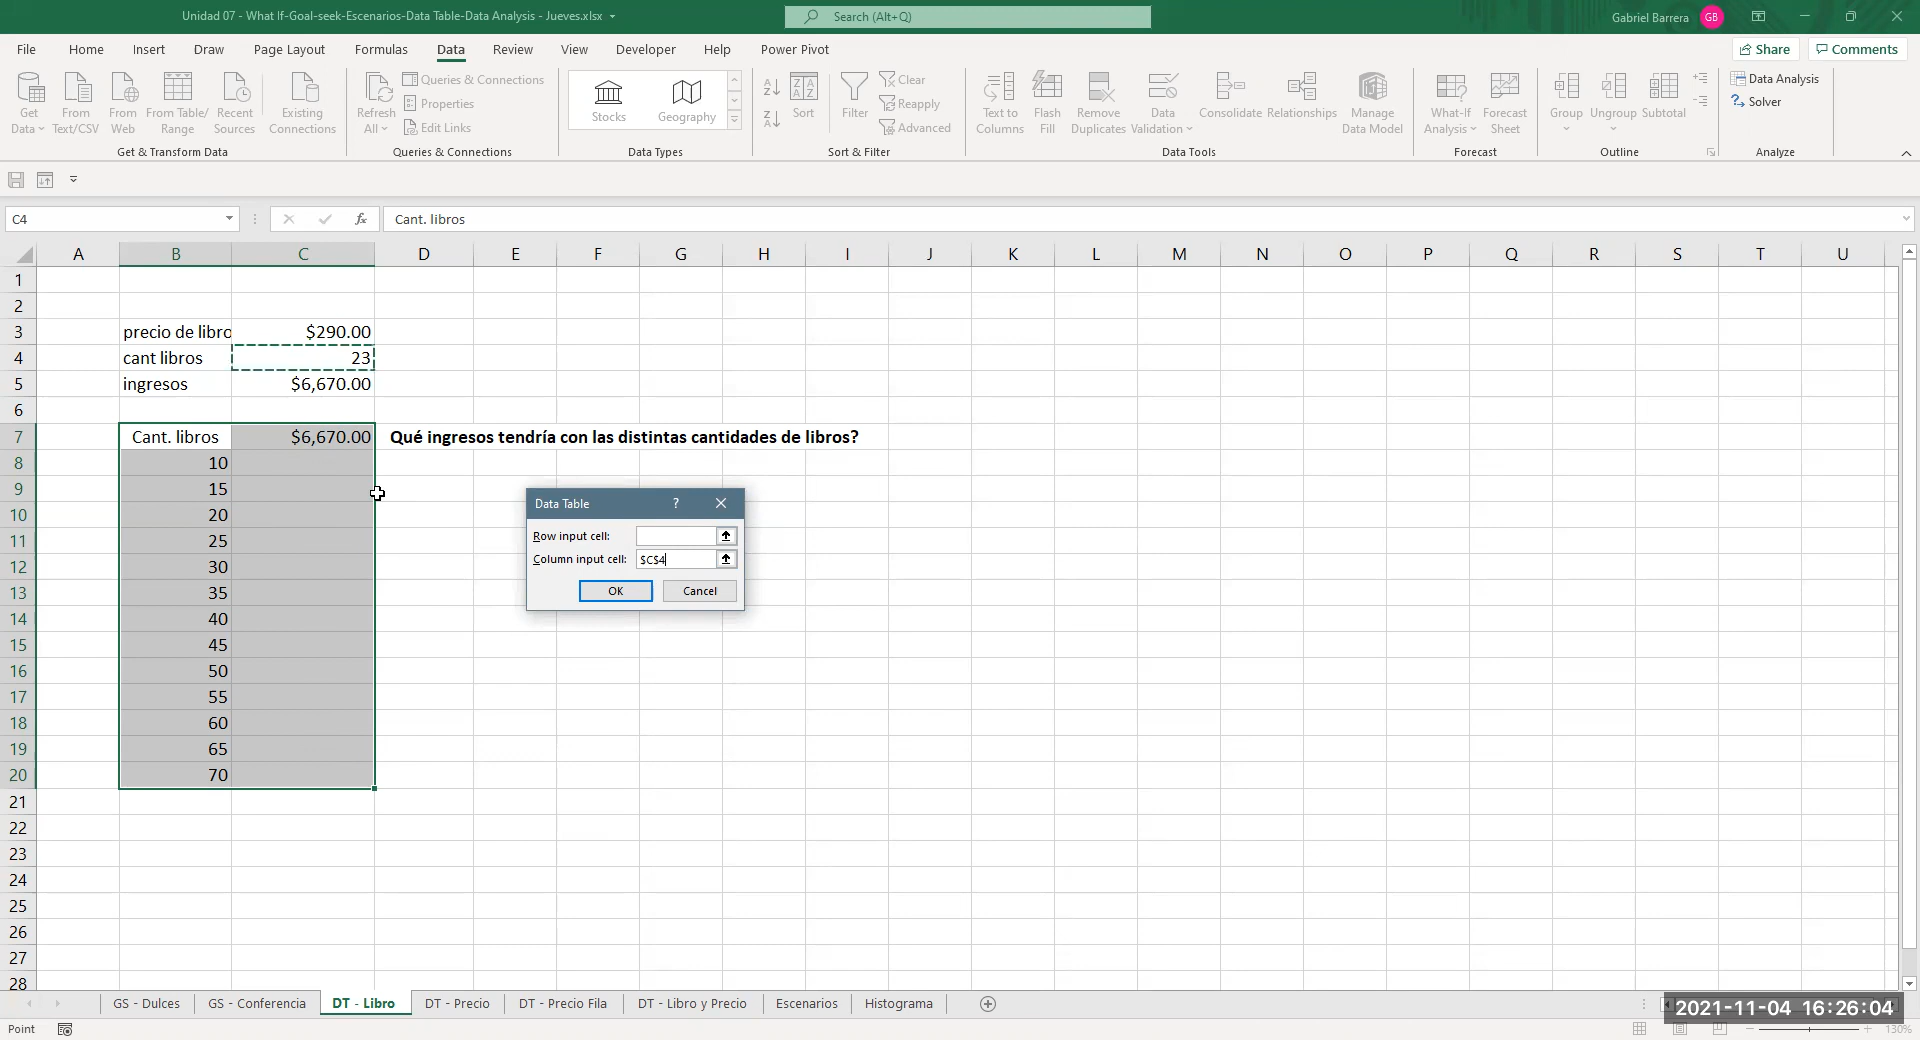 Unidad 07 - What If-Goal-seek-Escenarios-Data Table-Data Analysis - Jueves.xlsx
Search (Alt+Q)
Gabriel Barrera
GB
File Home Insert Draw Page Layout Formulas Data Review View Developer Help Power Pivot
Share
Comments
Get Data
From Text/CSV
From Web
From Table/ Range
Recent Sources
Existing Connections
Get & Transform Data
Refresh All
Queries & Connections
Properties
Edit Links
Queries & Connections
Stocks
Geography
Data Types
Sort
Filter
Clear
Reapply
Advanced
Sort & Filter
Text to Columns
Flash Fill
Remove Duplicates
Data Validation
Consolidate
Relationships
Manage Data Model
Data Tools
What-If Analysis
Forecast Sheet
Forecast
Group
Ungroup
Subtotal
Outline
Data Analysis
Solver
Analyze
C4
fx
Cant. libros
A B C D E F G H I J K L M N O P Q R S T U
1
2
3 precio de libro $290.00
4 cant libros 23
5 ingresos $6,670.00
6
7 Cant. libros $6,670.00 Qué ingresos tendría con las distintas cantidades de libros?
8 10
9 15
10 20
11 25
12 30
13 35
14 40
15 45
16 50
17 55
18 60
19 65
20 70
21
22
23
24
25
26
27
28
Data Table ?
Row input cell:
Column input cell: $C$4
OK Cancel
GS - Dulces GS - Conferencia DT - Libro DT - Precio DT - Precio Fila DT - Libro y Precio Escenarios Histograma
2021-11-04 16:26:04
Point
130%